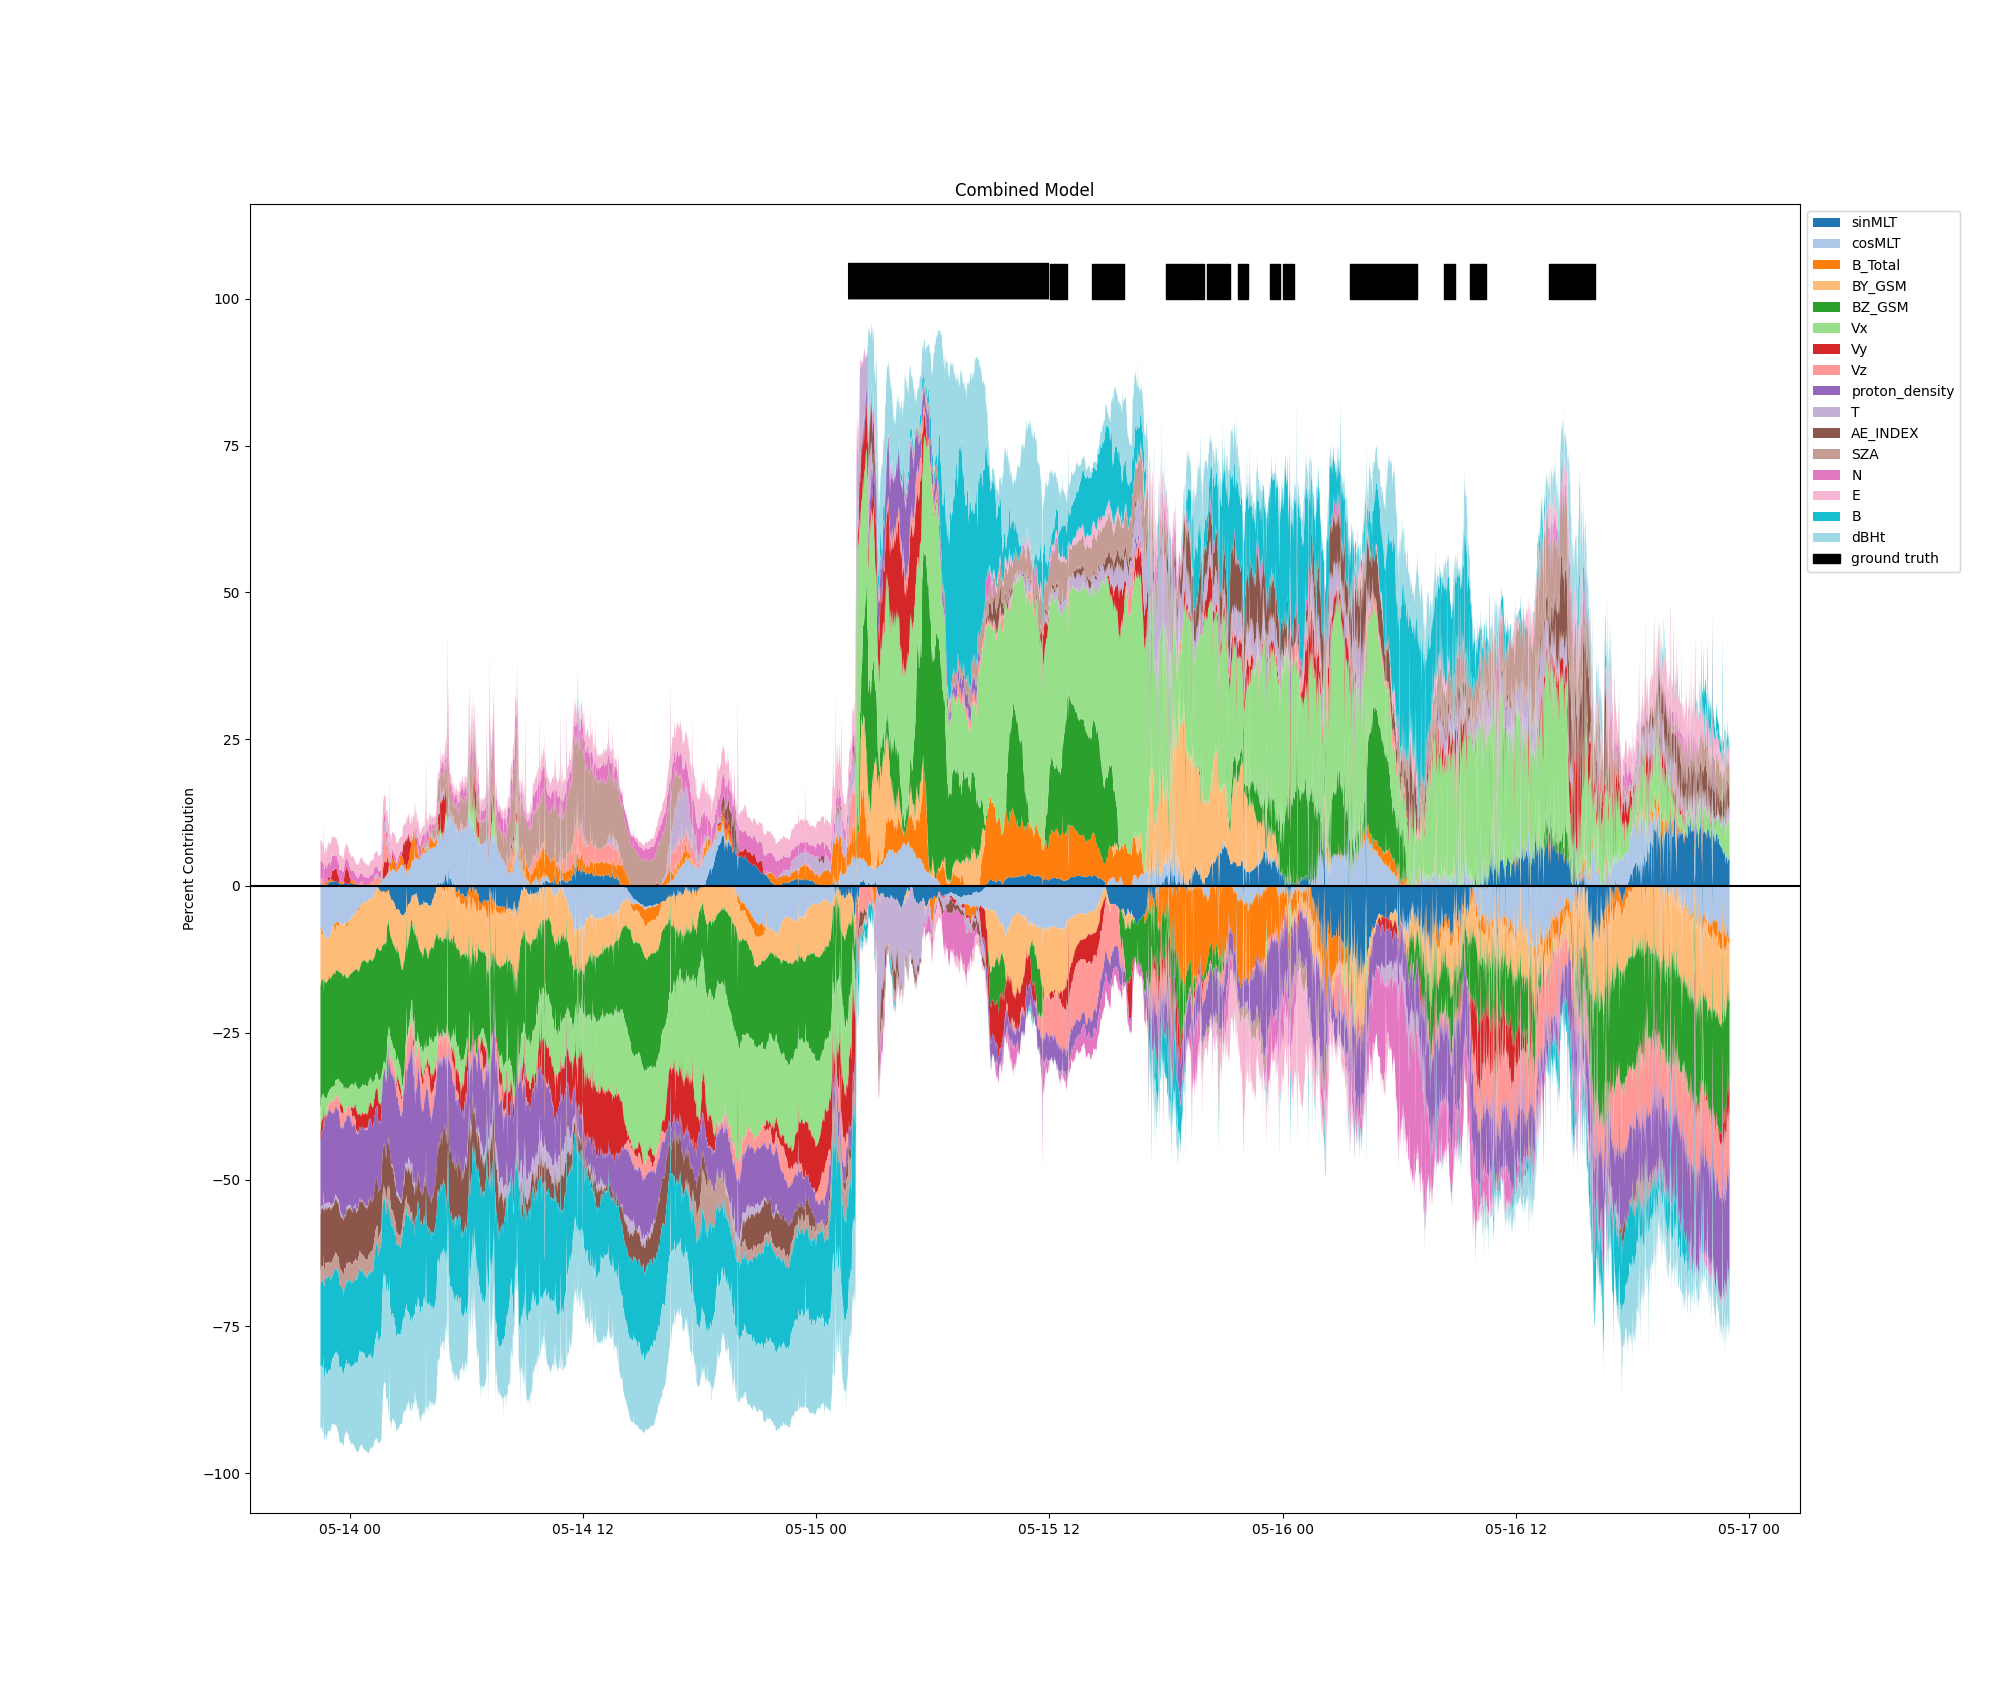 Combined Model
Percent Contribution
100
75
50
25
0
−25
−50
−75
−100
05-14 00
05-14 12
05-15 00
05-15 12
05-16 00
05-16 12
05-17 00
sinMLT
cosMLT
B_Total
BY_GSM
BZ_GSM
Vx
Vy
Vz
proton_density
T
AE_INDEX
SZA
N
E
B
dBHt
ground truth